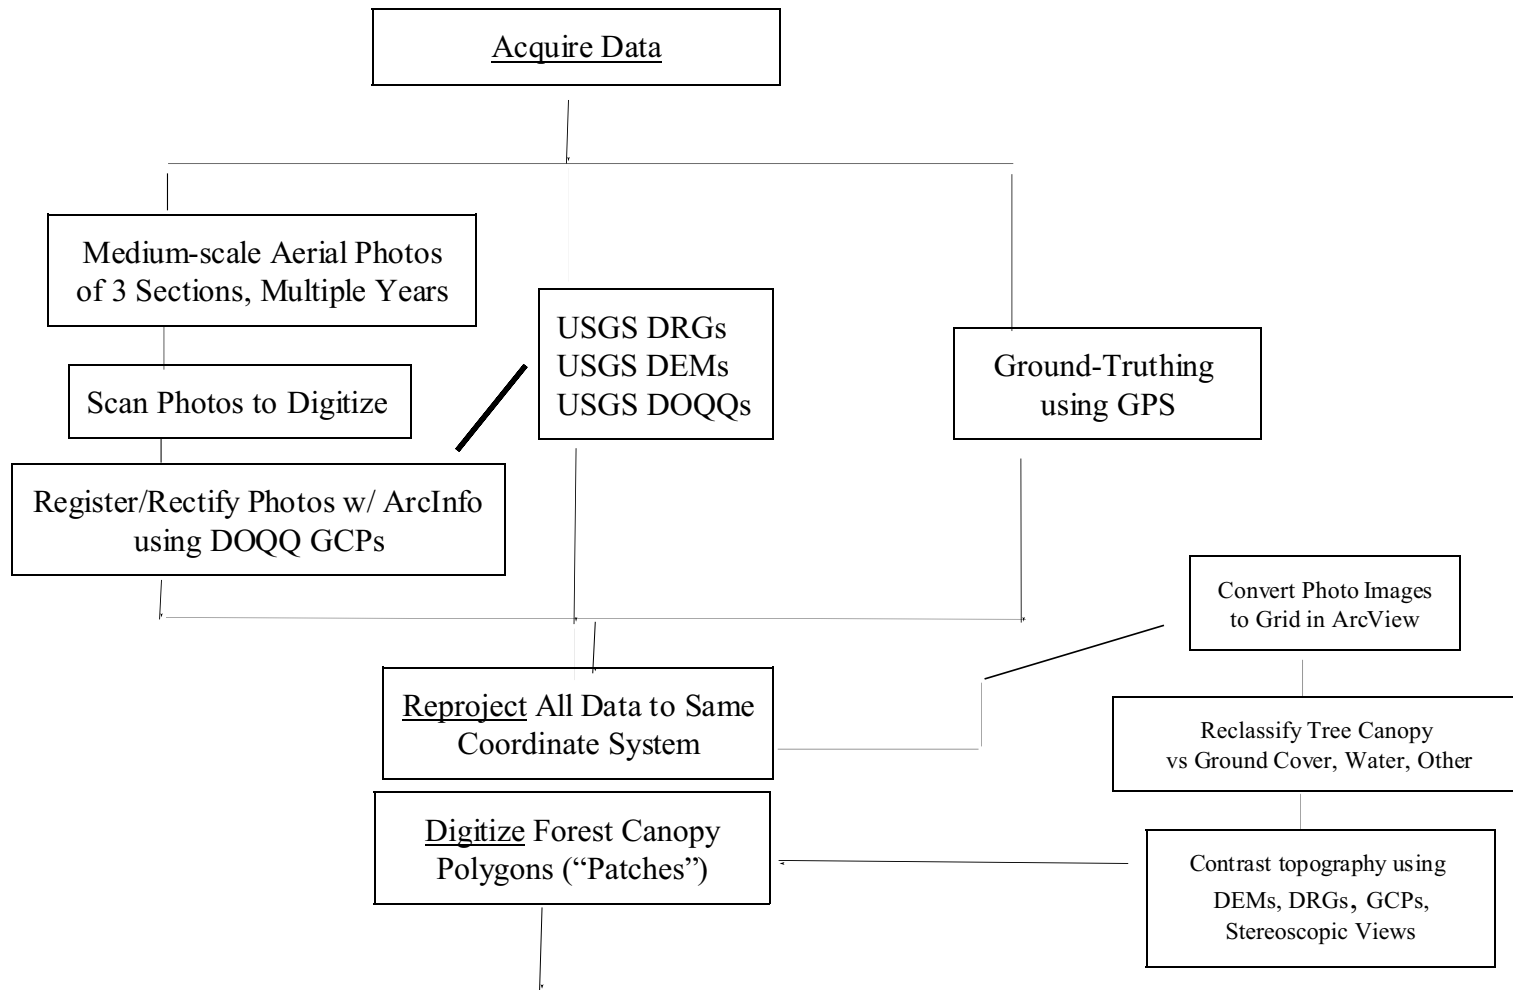 Acquire Data
Medium-scale Aerial Photos
of 3 Sections, Multiple Years
USGS DRGs
USGS DEMs
USGS DOQQs
Ground-Truthing
using GPS
Scan Photos to Digitize
Register/Rectify Photos w/ ArcInfo
using DOQQ GCPs
Convert Photo Images
to Grid in ArcView
Reproject All Data to Same
Coordinate System
Reclassify Tree Canopy
vs Ground Cover, Water, Other
Digitize Forest Canopy
Polygons (“Patches”)
Contrast topography using
DEMs, DRGs, GCPs,
Stereoscopic Views